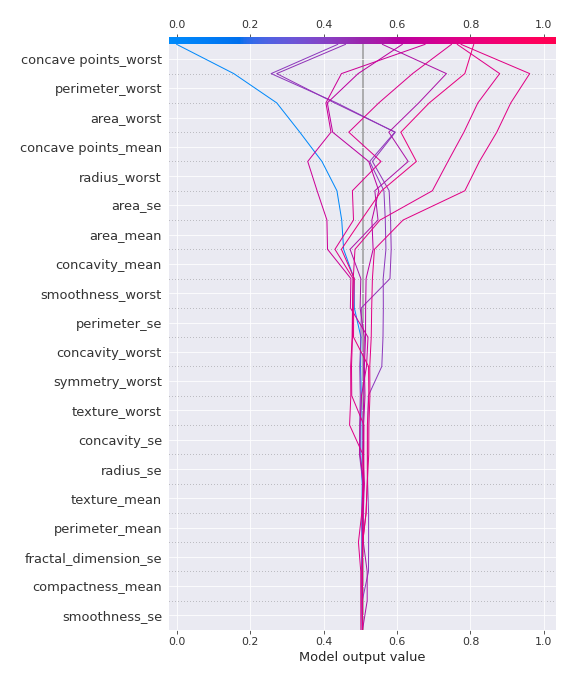 0.0 0.2 0.4 0.6 0.8 1.0
concave points_worst
perimeter_worst
area_worst
concave points_mean
radius_worst
area_se
area_mean
concavity_mean
smoothness_worst
perimeter_se
concavity_worst
symmetry_worst
texture_worst
concavity_se
radius_se
texture_mean
perimeter_mean
fractal_dimension_se
compactness_mean
smoothness_se
0.0 0.2 0.4 0.6 0.8 1.0
Model output value